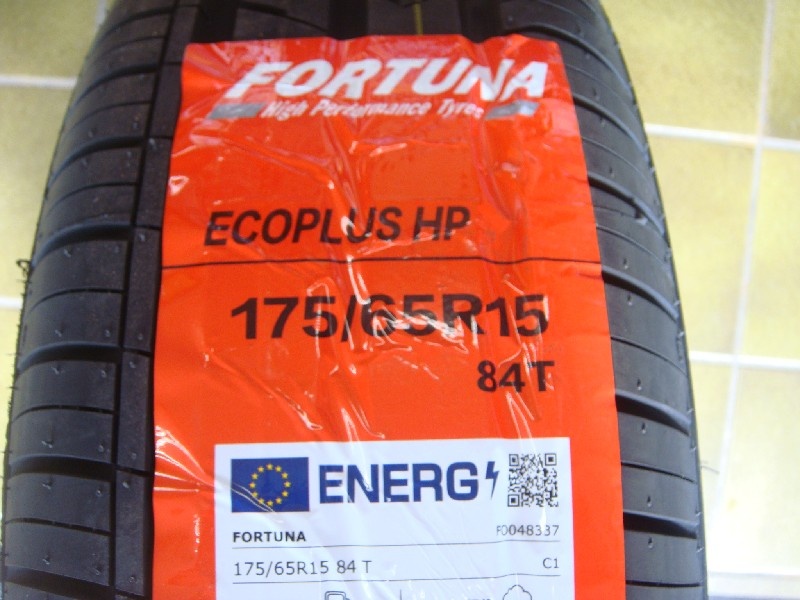 FORTUNA
High Performance Tyres
ECOPLUS HP
175/65R15
84T
ENERG
FORTUNA F0048337
175/65R15 84 T C1